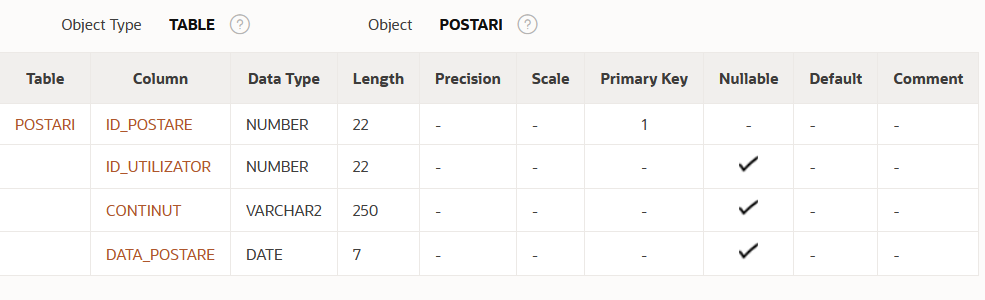 Object Type TABLE ? Object POSTARI ?
Table Column Data Type Length Precision Scale Primary Key Nullable Default Comment
POSTARI ID_POSTARE NUMBER 22 - - 1 - - -
ID_UTILIZATOR NUMBER 22 - - - ✓ - -
CONTINUT VARCHAR2 250 - - - ✓ - -
DATA_POSTARE DATE 7 - - - ✓ - -